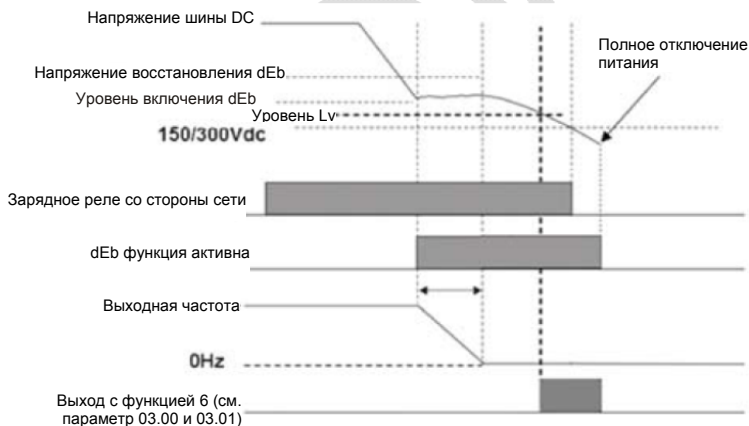 Напряжение шины DC
Полное отключение
питания
Напряжение восстановления dEb
Уровень включения dEb
Уровень Lv
150/300Vdc
Зарядное реле со стороны сети
dEb функция активна
Выходная частота
0Hz
Выход с функцией 6 (см.
параметр 03.00 и 03.01)